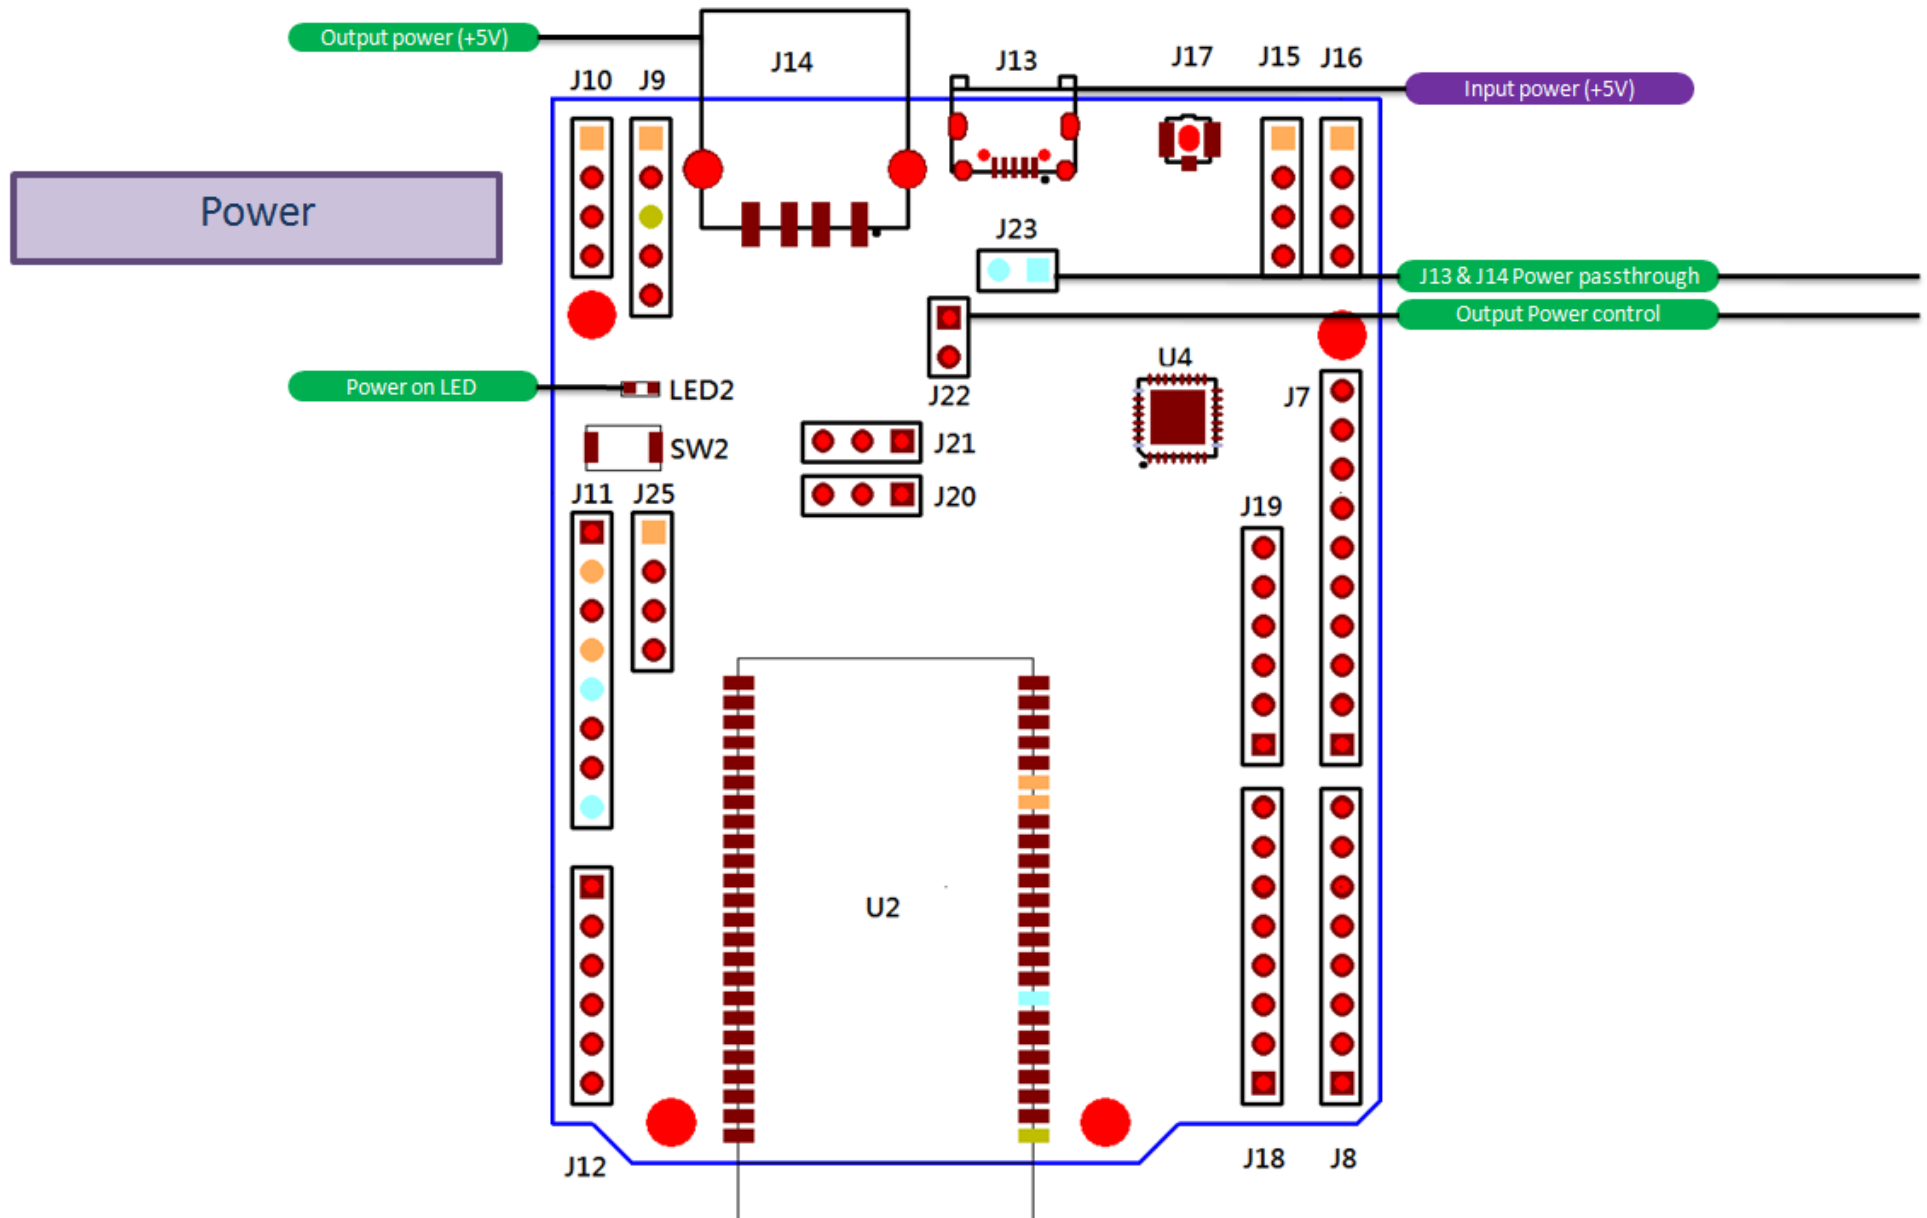 Output power (+5V)
J14
J13
J17
J15
J16
J10
J9
Input power (+5V)
Power
J23
J13 & J14 Power passthrough
Output Power control
U4
Power on LED
LED2
J22
J7
SW2
J21
J11
J25
J20
J19
U2
J12
J18
J8